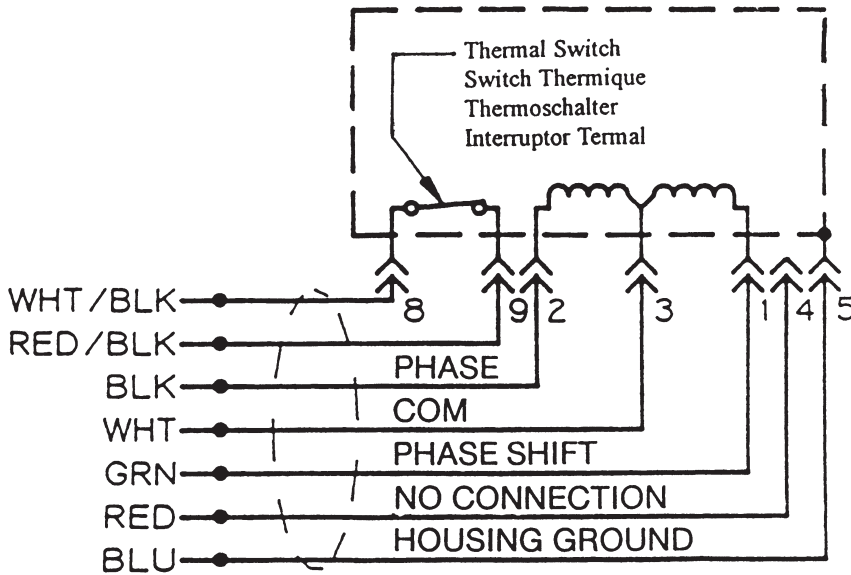 Thermal Switch
Switch Thermique
Thermoschalter
Interruptor Termal
8 9 2 3 1 4 5
WHT/BLK
RED/BLK
PHASE
BLK
COM
WHT
PHASE SHIFT
GRN
NO CONNECTION
RED
HOUSING GROUND
BLU